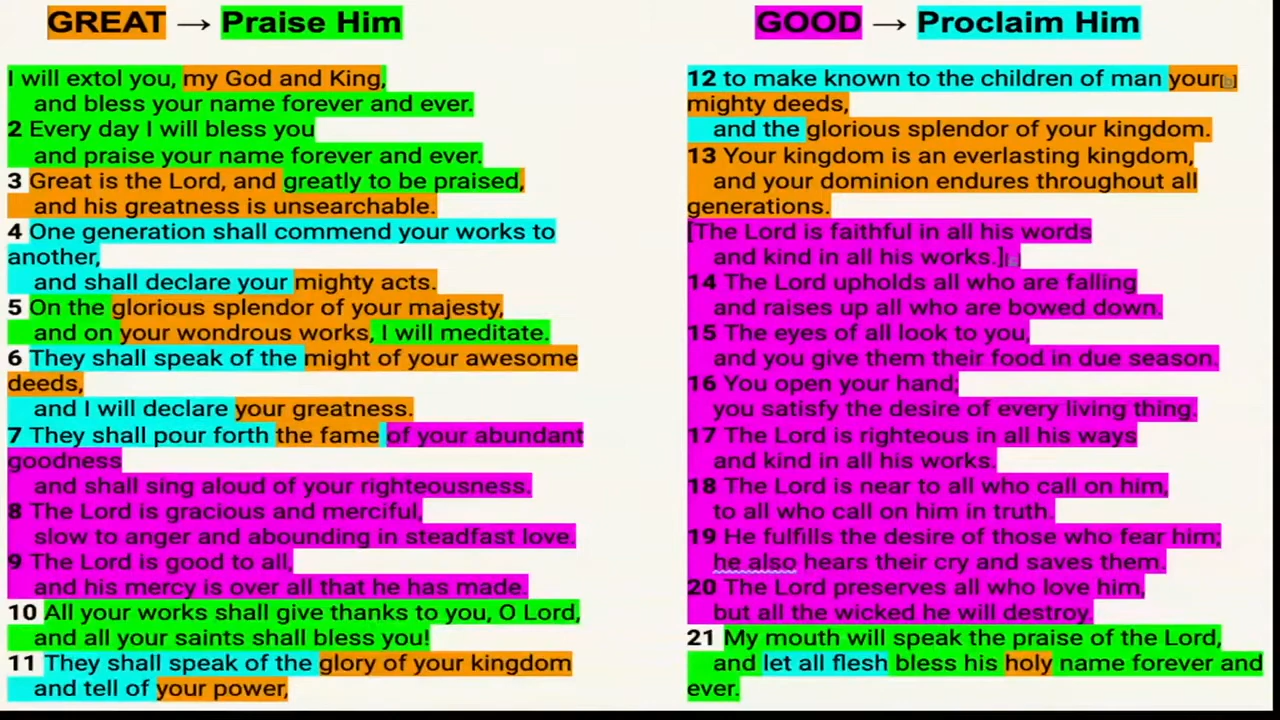 GREAT → Praise Him
I will extol you, my God and King,
and bless your name forever and ever.
2 Every day I will bless you
and praise your name forever and ever.
3 Great is the Lord, and greatly to be praised,
and his greatness is unsearchable.
4 One generation shall commend your works to
another,
and shall declare your mighty acts.
5 On the glorious splendor of your majesty,
and on your wondrous works, I will meditate.
6 They shall speak of the might of your awesome
deeds,
and I will declare your greatness.
7 They shall pour forth the fame of your abundant
goodness
and shall sing aloud of your righteousness.
8 The Lord is gracious and merciful,
slow to anger and abounding in steadfast love.
9 The Lord is good to all,
and his mercy is over all that he has made.
10 All your works shall give thanks to you, O Lord,
and all your saints shall bless you!
11 They shall speak of the glory of your kingdom
and tell of your power,
GOOD → Proclaim Him
12 to make known to the children of man your[b]
mighty deeds,
and the glorious splendor of your kingdom.
13 Your kingdom is an everlasting kingdom,
and your dominion endures throughout all
generations.
[The Lord is faithful in all his words
and kind in all his works.]
14 The Lord upholds all who are falling
and raises up all who are bowed down.
15 The eyes of all look to you,
and you give them their food in due season.
16 You open your hand;
you satisfy the desire of every living thing.
17 The Lord is righteous in all his ways
and kind in all his works.
18 The Lord is near to all who call on him,
to all who call on him in truth.
19 He fulfills the desire of those who fear him;
he also hears their cry and saves them.
20 The Lord preserves all who love him,
but all the wicked he will destroy.
21 My mouth will speak the praise of the Lord,
and let all flesh bless his holy name forever and
ever.